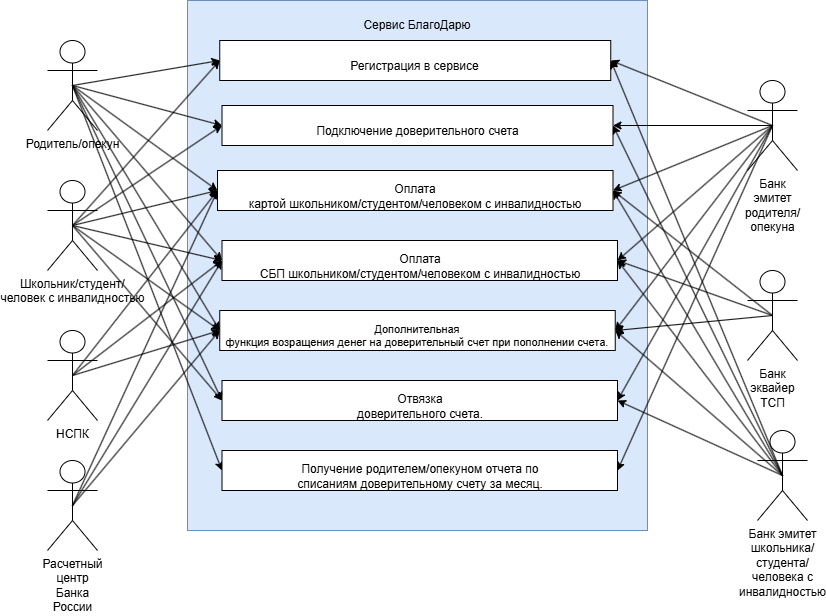 Сервис БлагоДарю
Регистрация в сервисе
Подключение доверительного счета
Оплата
картой школьником/студентом/человеком с инвалидностью
Оплата
СБП школьником/студентом/человеком с инвалидностью
Дополнительная
функция возращения денег на доверительный счет при пополнении счета.
Отвязка
доверительного счета.
Получение родителем/опекуном отчета по
списаниям доверительному счету за месяц.
Родитель/опекун
Школьник/студент/
человек с инвалидностью
НСПК
Расчетный
центр
Банка
России
Банк
эмитет
родителя/
опекуна
Банк
эквайер
ТСП
Банк эмитет
школьника/
студента/
человека с
инвалидностью